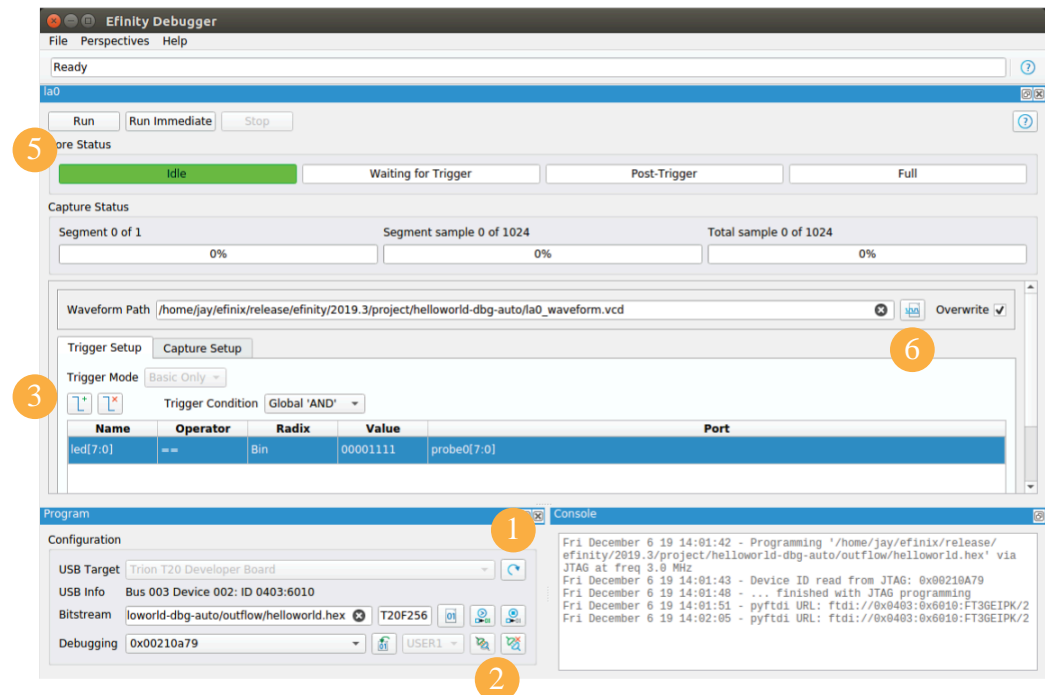 Efinity Debugger
File Perspectives Help
Ready
la0
Run Run Immediate Stop
5
ore Status
Idle Waiting for Trigger Post-Trigger Full
Capture Status
Segment 0 of 1 Segment sample 0 of 1024 Total sample 0 of 1024
0% 0% 0%
Waveform Path /home/jay/efinix/release/efinity/2019.3/project/helloworld-dbg-auto/la0_waveform.vcd Overwrite
6
Trigger Setup Capture Setup
Trigger Mode Basic Only
3
Trigger Condition Global 'AND'
Name Operator Radix Value Port
led[7:0] == Bin 00001111 probe0[7:0]
Program
1
Configuration
USB Target Trion T20 Developer Board
USB Info Bus 003 Device 002: ID 0403:6010
Bitstream loworld-dbg-auto/outflow/helloworld.hex T20F256 01
Debugging 0x00210a79 01 USER1
2
Console
Fri December 6 19 14:01:42 - Programming '/home/jay/efinix/release/
efinity/2019.3/project/helloworld-dbg-auto/outflow/helloworld.hex' via
JTAG at freq 3.0 MHz
Fri December 6 19 14:01:43 - Device ID read from JTAG: 0x00210A79
Fri December 6 19 14:01:48 - ... finished with JTAG programming
Fri December 6 19 14:01:51 - pyftdi URL: ftdi://0x0403:0x6010:FT3GEIPK/2
Fri December 6 19 14:02:05 - pyftdi URL: ftdi://0x0403:0x6010:FT3GEIPK/2